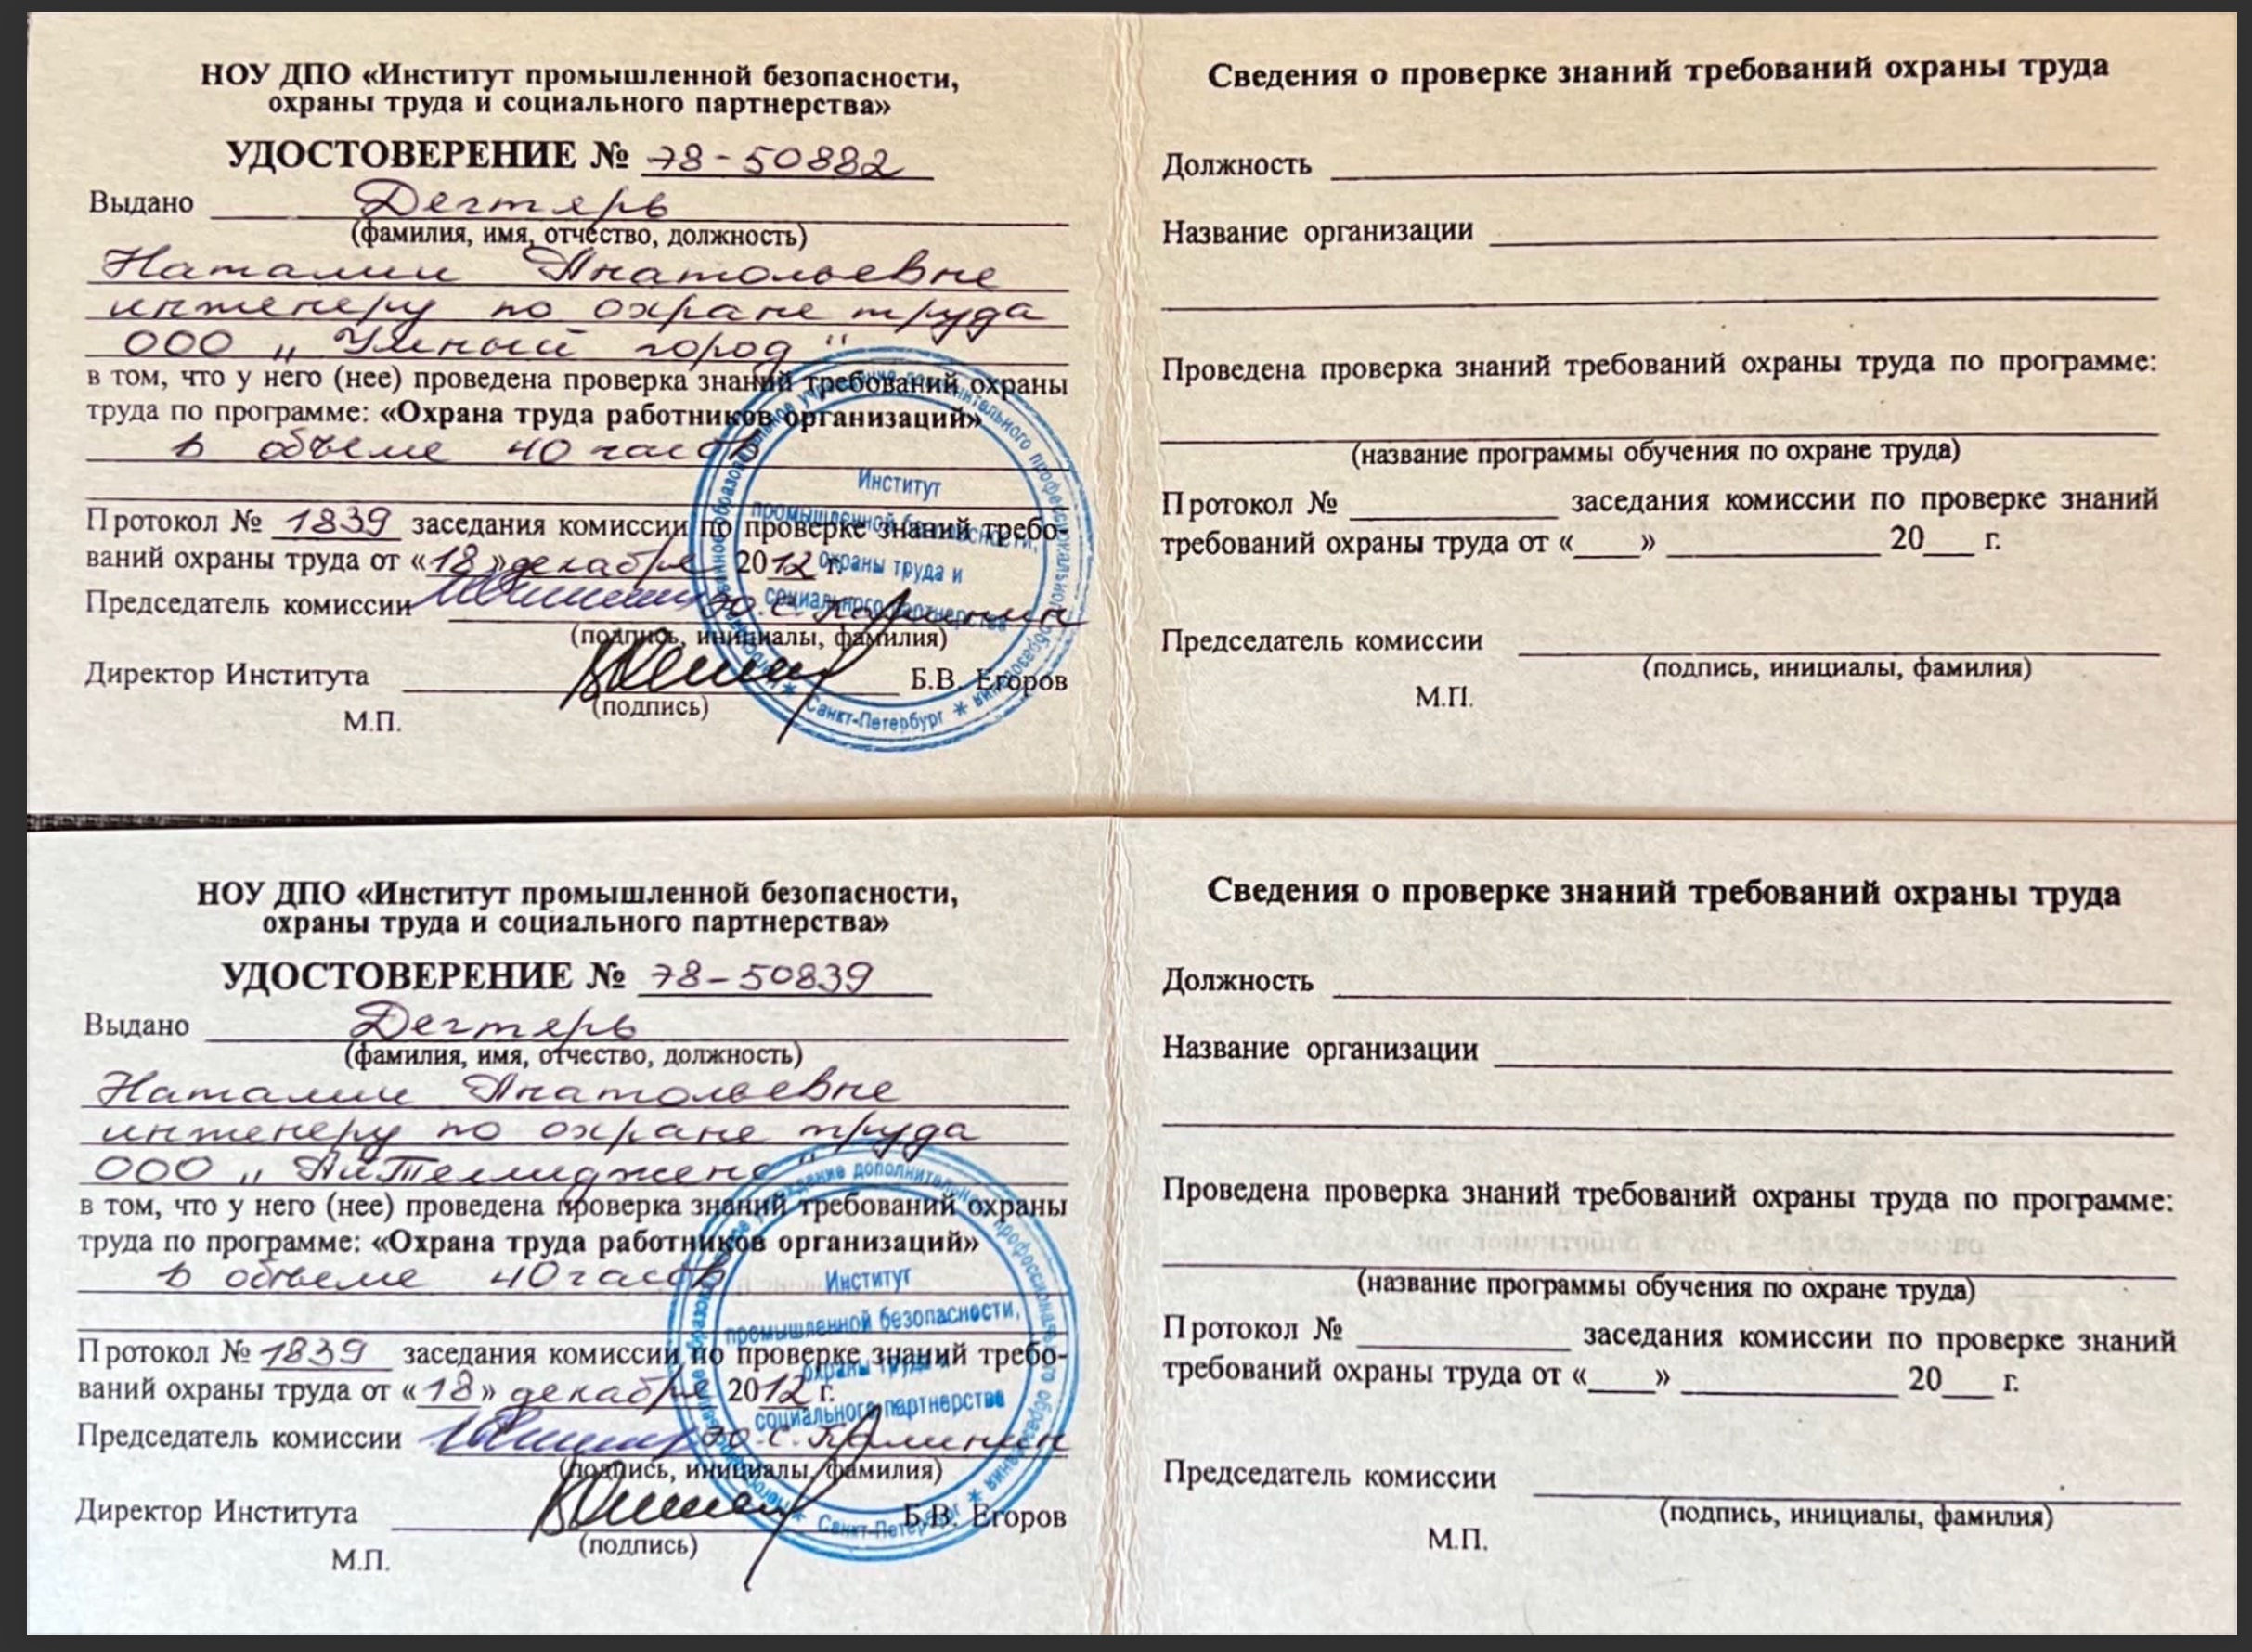 НОУ ДПО «Институт промышленной безопасности,
охраны труда и социального партнерства»
УДОСТОВЕРЕНИЕ № 78-50882
Выдано Дегтярь
(фамилия, имя, отчество, должность)
Наталии Анатольевне
инженеру по охране труда
ООО „Умный город"
в том, что у него (нее) проведена проверка знаний требований охраны
труда по программе: «Охрана труда работников организаций»
в объеме 40 часов
Протокол № 1839 заседания комиссии по проверке знаний требо-
ваний охраны труда от «18» декабря 2012 г.
Председатель комиссии Ю.С. Калинин
(подпись, инициалы, фамилия)
Директор Института Б.В. Егоров
(подпись)
М.П.
Институт
промышленной безопасности,
охраны труда и
социального партнерства
Санкт-Петербург
Сведения о проверке знаний требований охраны труда
Должность
Название организации
Проведена проверка знаний требований охраны труда по программе:
(название программы обучения по охране труда)
Протокол № заседания комиссии по проверке знаний
требований охраны труда от «___» 20___ г.
Председатель комиссии
(подпись, инициалы, фамилия)
М.П.
НОУ ДПО «Институт промышленной безопасности,
охраны труда и социального партнерства»
УДОСТОВЕРЕНИЕ № 78-50839
Выдано Дегтярь
(фамилия, имя, отчество, должность)
Наталии Анатольевне
инженеру по охране труда
ООО „АйТеллидженс"
в том, что у него (нее) проведена проверка знаний требований охраны
труда по программе: «Охрана труда работников организаций»
в объеме 40 часов
Протокол № 1839 заседания комиссии по проверке знаний требо-
ваний охраны труда от «18» декабря 2012 г.
Председатель комиссии Ю.С. Калинин
(подпись, инициалы, фамилия)
Директор Института Б.В. Егоров
(подпись)
М.П.
Институт
промышленной безопасности,
охраны труда и
социального партнерства
Санкт-Петербург
Сведения о проверке знаний требований охраны труда
Должность
Название организации
Проведена проверка знаний требований охраны труда по программе:
(название программы обучения по охране труда)
Протокол № заседания комиссии по проверке знаний
требований охраны труда от «___» 20___ г.
Председатель комиссии
(подпись, инициалы, фамилия)
М.П.